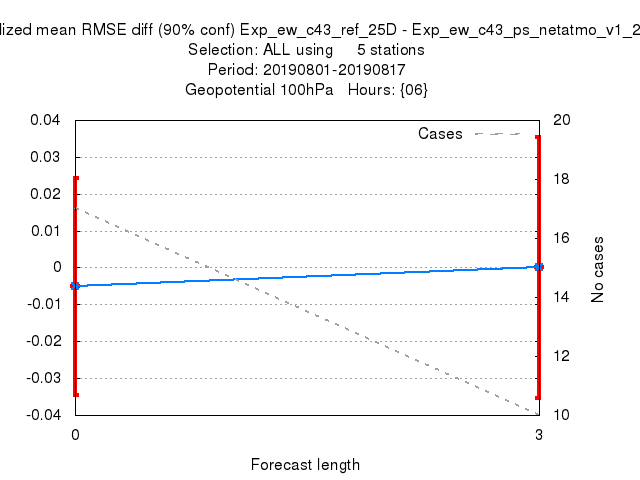 lized mean RMSE diff (90% conf) Exp_ew_c43_ref_25D - Exp_ew_c43_ps_netatmo_v1_2
Selection: ALL using 5 stations
Period: 20190801-20190817
Geopotential 100hPa Hours: {06}
Cases
0.04
0.03
0.02
0.01
0
-0.01
-0.02
-0.03
-0.04
20
18
16
14
12
10
No cases
0 3
Forecast length